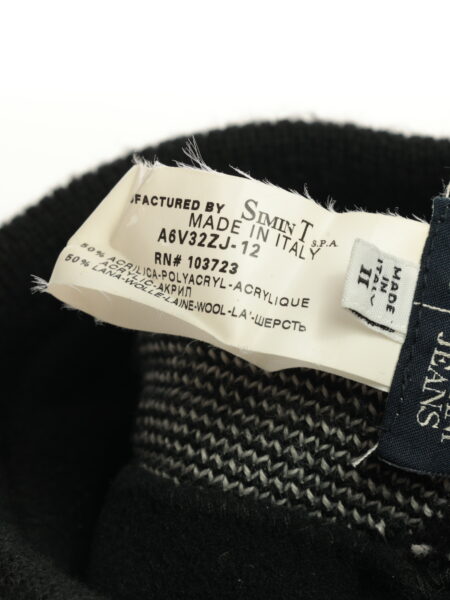 FACTURED BY SIMINT S.P.A
MADE IN ITALY
A6V32ZJ-12
RN# 103723
50% ACRILICA-POLYACRYL-ACRYLIQUE
ACRYLIC-АКРИЛ
50% LANA-WOLLE-LAINE-WOOL-LA'-ШЕРСТЬ
MADE
IN
ITALY
II
JEANS